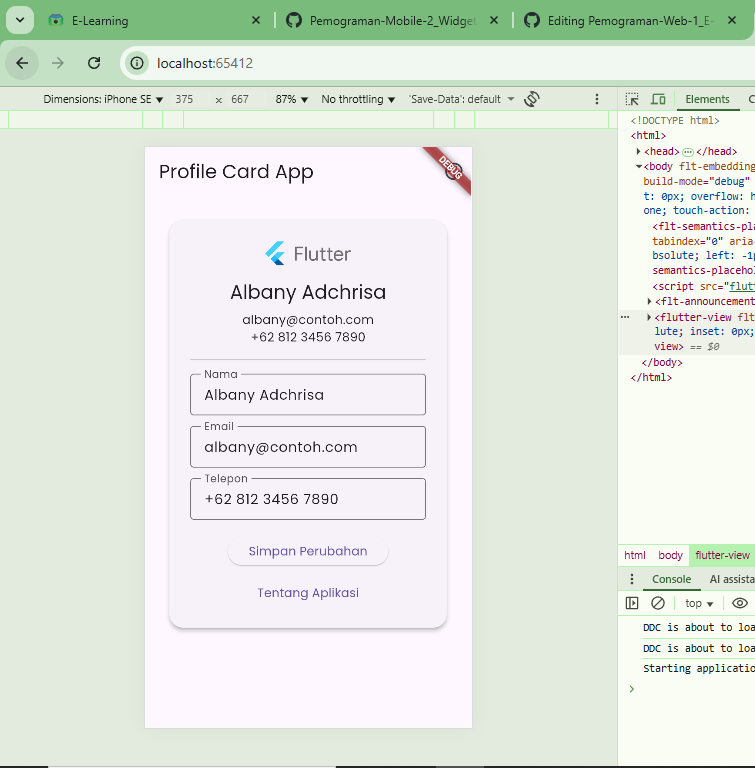 E-Learning
Pemograman-Mobile-2_Widge
Editing Pemograman-Web-1_E-
localhost:65412
Dimensions: iPhone SE 375 x 667 87% No throttling 'Save-Data': default
Elements
<!DOCTYPE html>
<html>
<head> </head>
<body flt-embedding
build-mode="debug"
t: 0px; overflow: h
one; touch-action:
<flt-semantics-pla
tabindex="0" aria-
bsolute; left: -1p
semantics-placehol
<script src="flutt
<flt-announcement
<flutter-view flt
lute; inset: 0px;
view> == $0
</body>
</html>
Profile Card App
DEBUG
Flutter
Albany Adchrisa
albany@contoh.com
+62 812 3456 7890
Nama
Albany Adchrisa
Email
albany@contoh.com
Telepon
+62 812 3456 7890
Simpan Perubahan
Tentang Aplikasi
html body flutter-view
Console AI assista
top
DDC is about to loa
DDC is about to loa
Starting applicatio